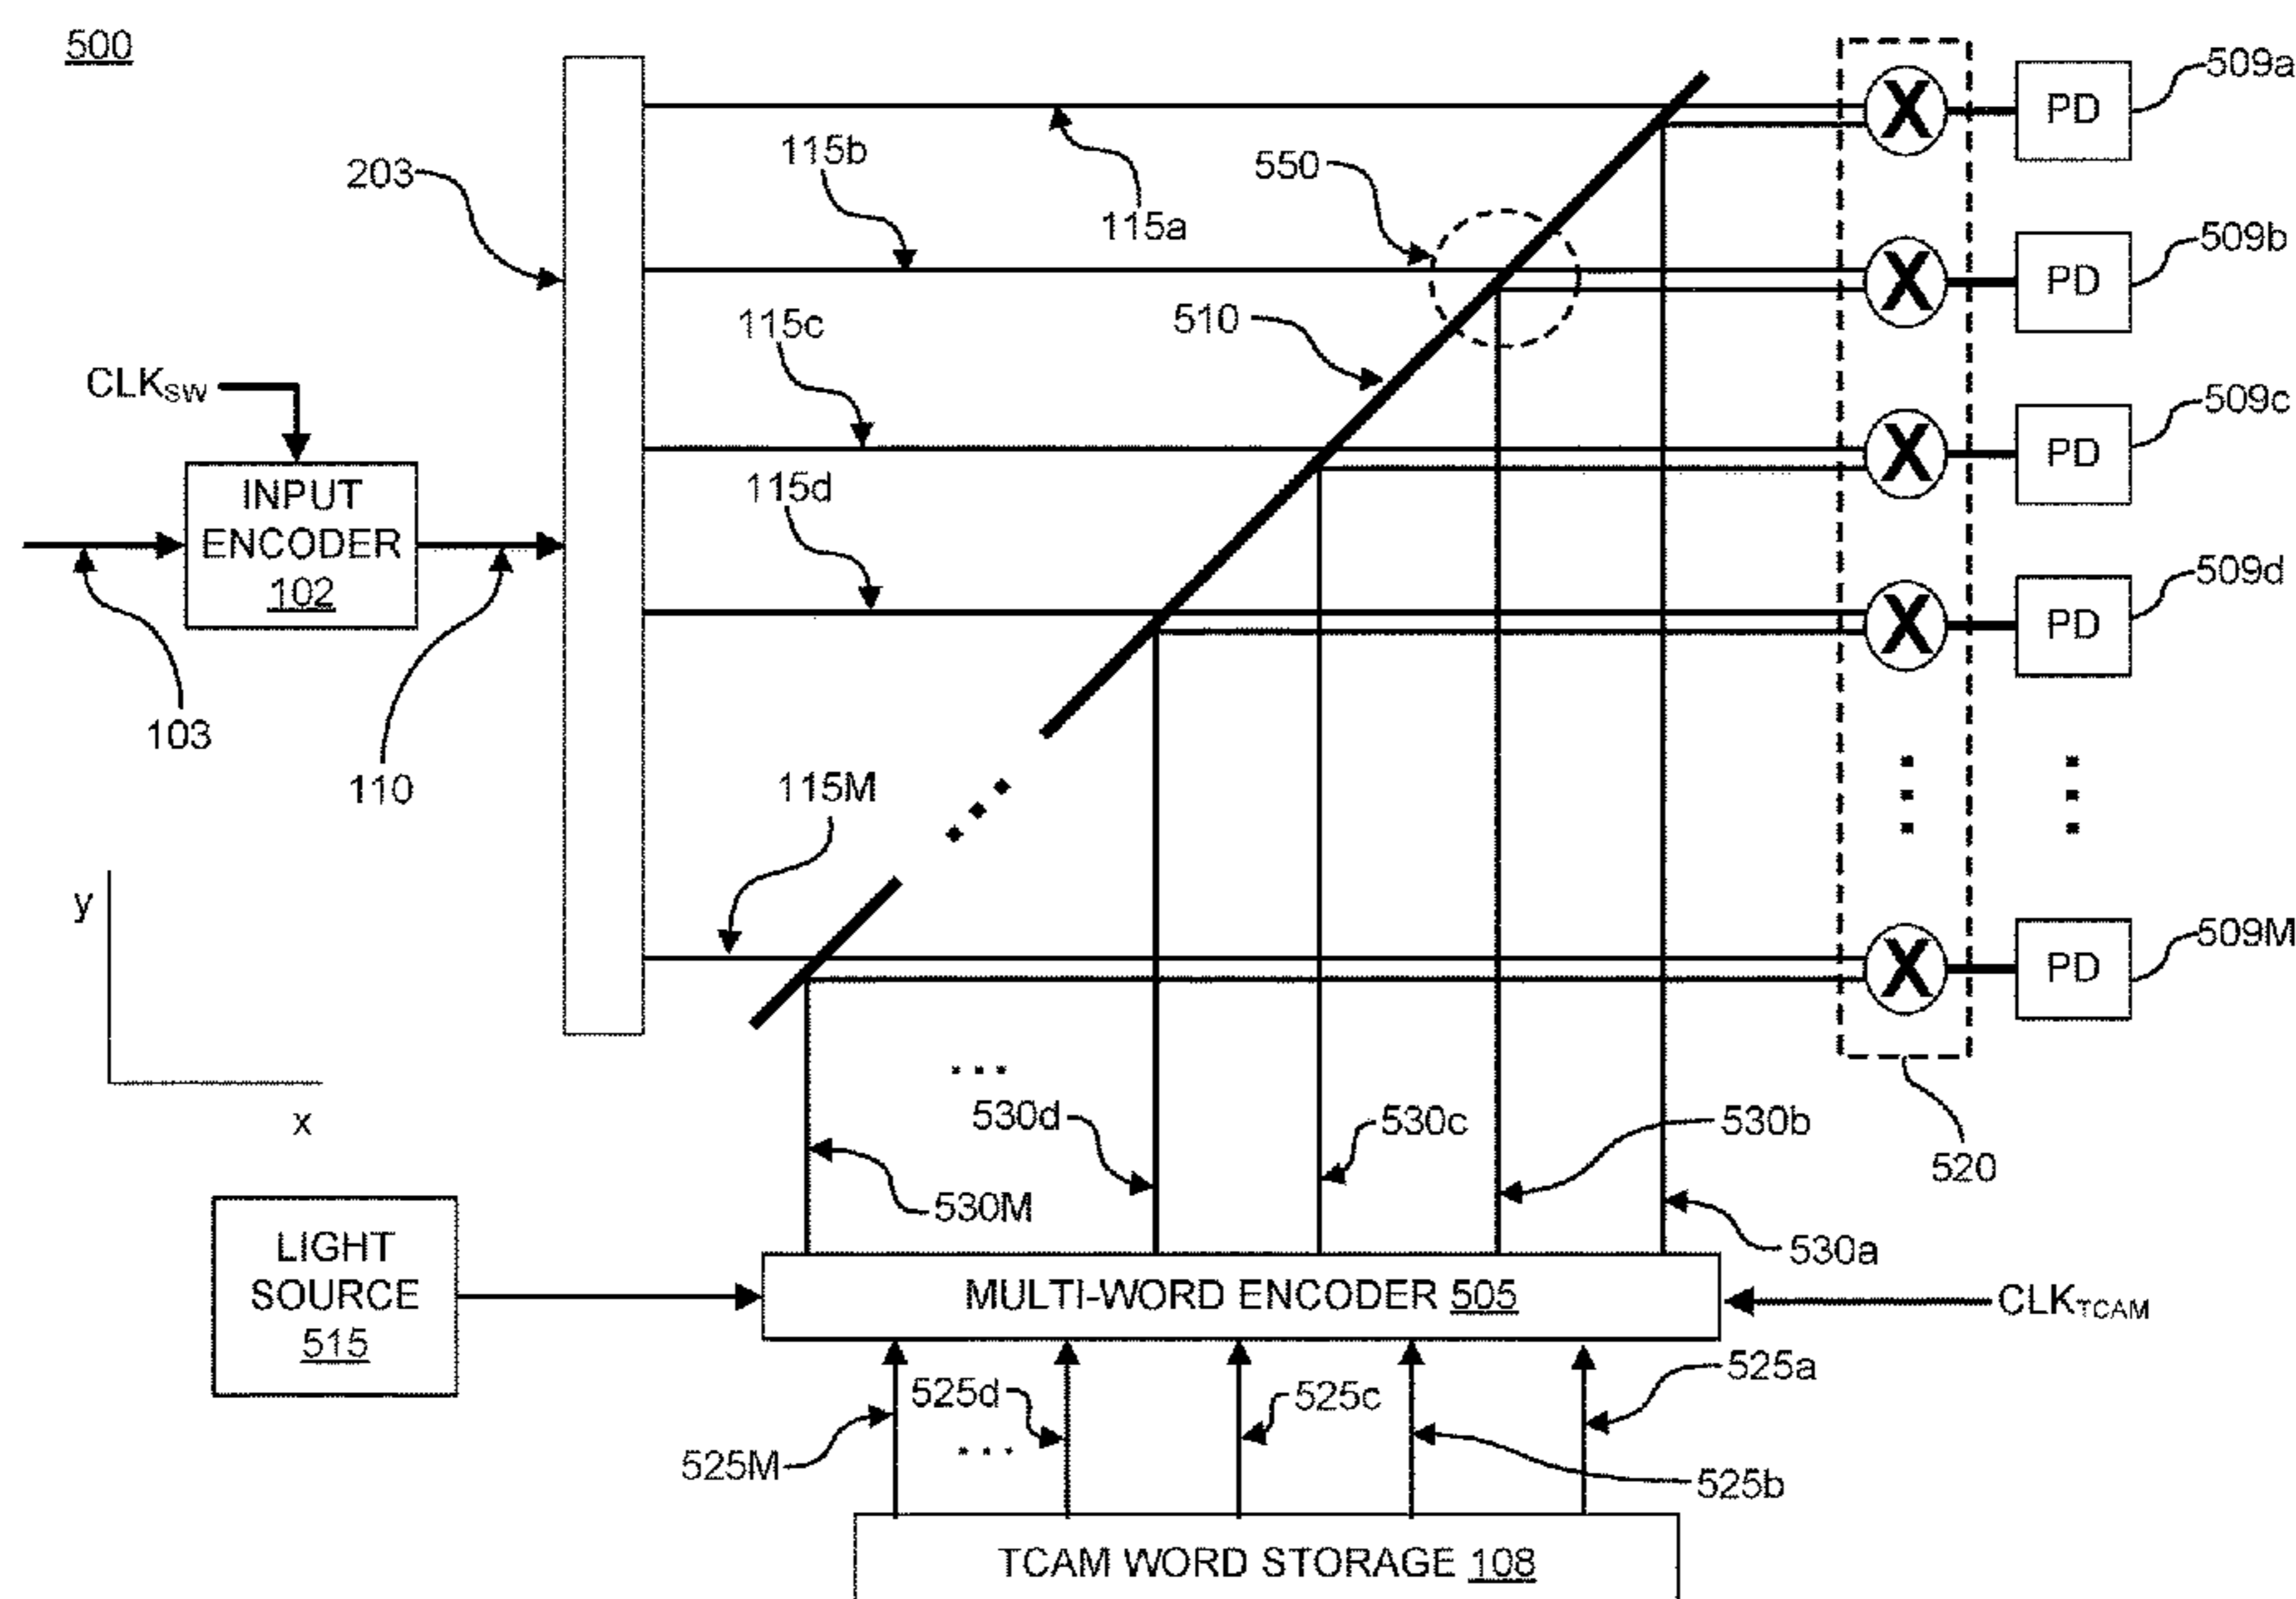 500
509a
PD
115b
203
550
115a
509b
PD
115c
510
CLKSW
509c
PD
115d
INPUT
ENCODER
102
509d
PD
103
110
115M
y
509M
PD
x
530d
530c
530b
520
530M
530a
LIGHT
SOURCE
515
MULTI-WORD ENCODER 505
CLKTCAM
525a
525d
525c
525M
525b
TCAM WORD STORAGE 108
X
X
X
X
X